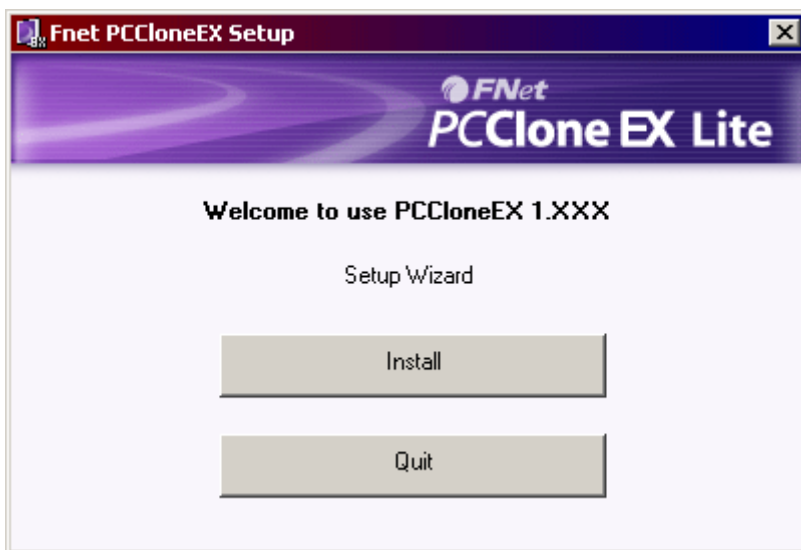 Fnet PCCloneEX Setup
FNet
PCClone EX Lite
Welcome to use PCCloneEX 1.XXX
Setup Wizard
Install
Quit